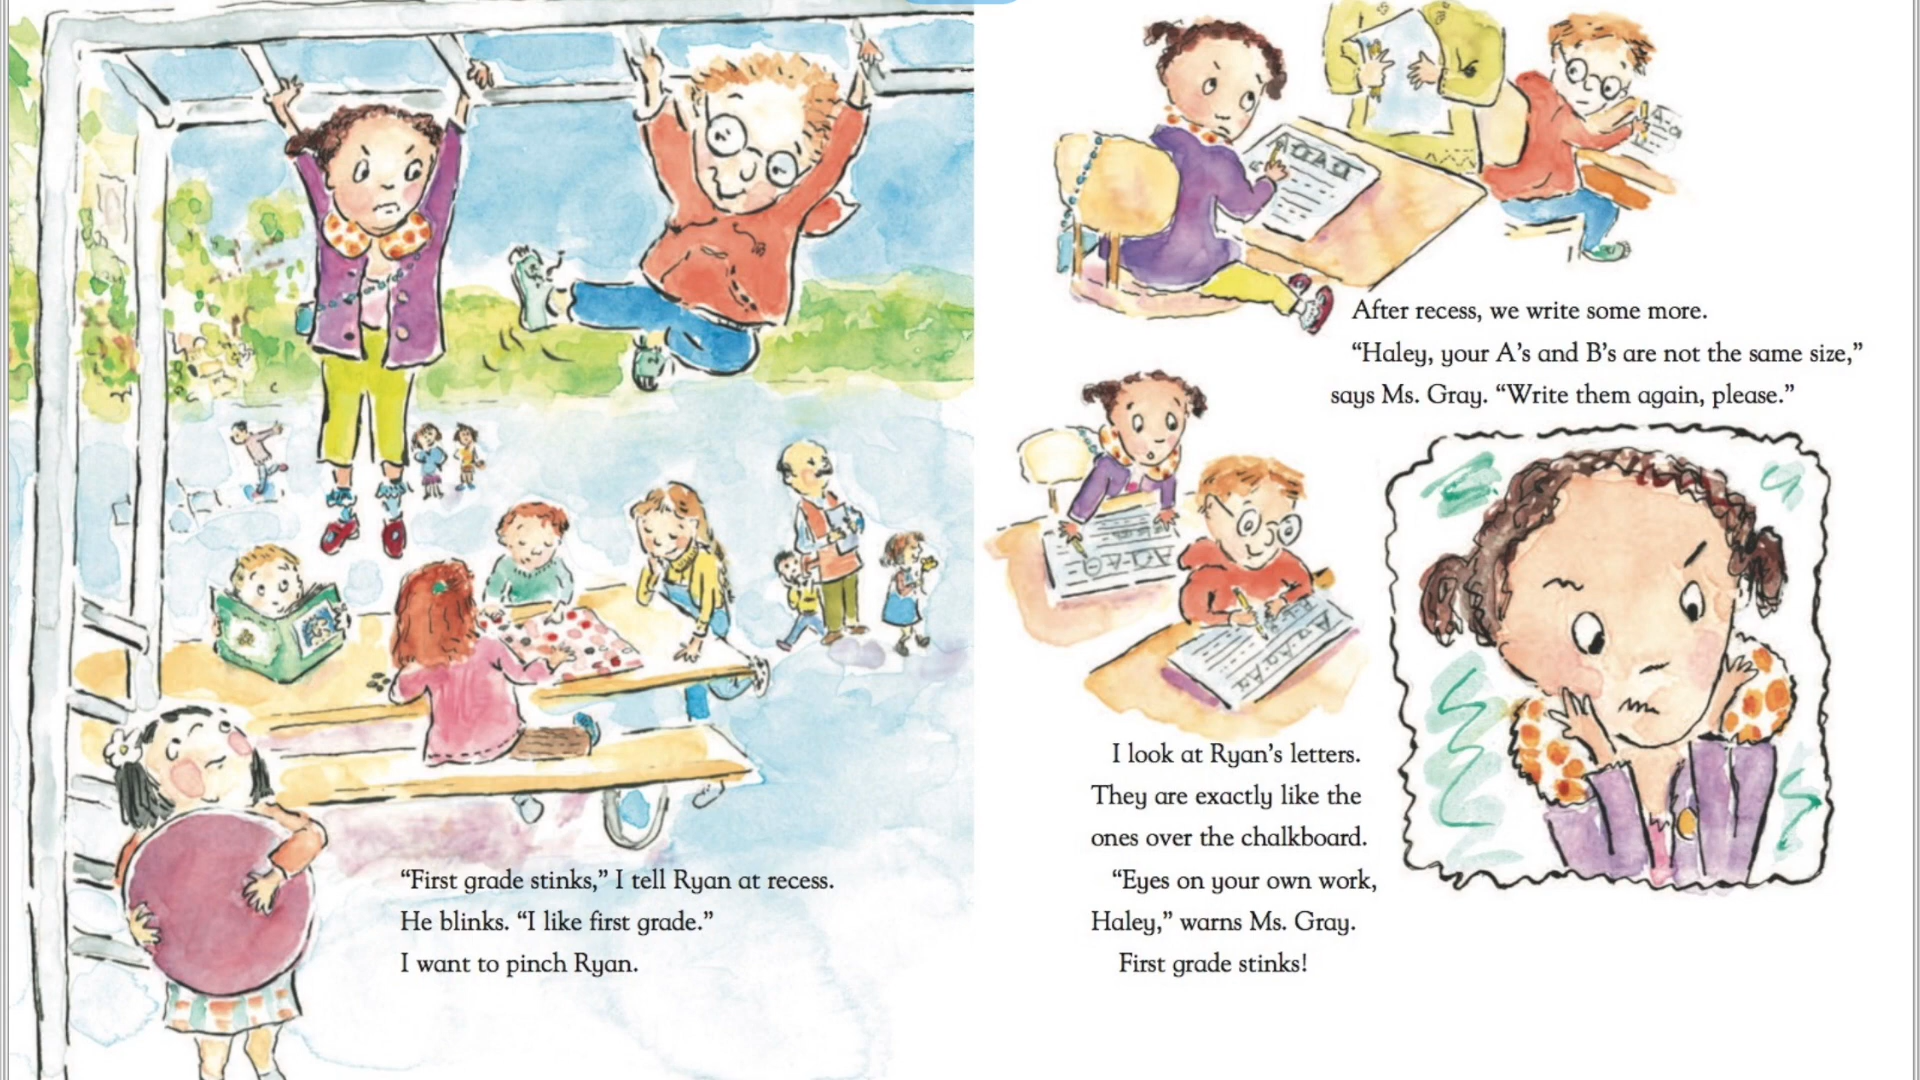 “First grade stinks,” I tell Ryan at recess.
He blinks. “I like first grade.”
I want to pinch Ryan.
After recess, we write some more.
“Haley, your A’s and B’s are not the same size,”
says Ms. Gray. “Write them again, please.”
I look at Ryan’s letters.
They are exactly like the
ones over the chalkboard.
“Eyes on your own work,
Haley,” warns Ms. Gray.
First grade stinks!